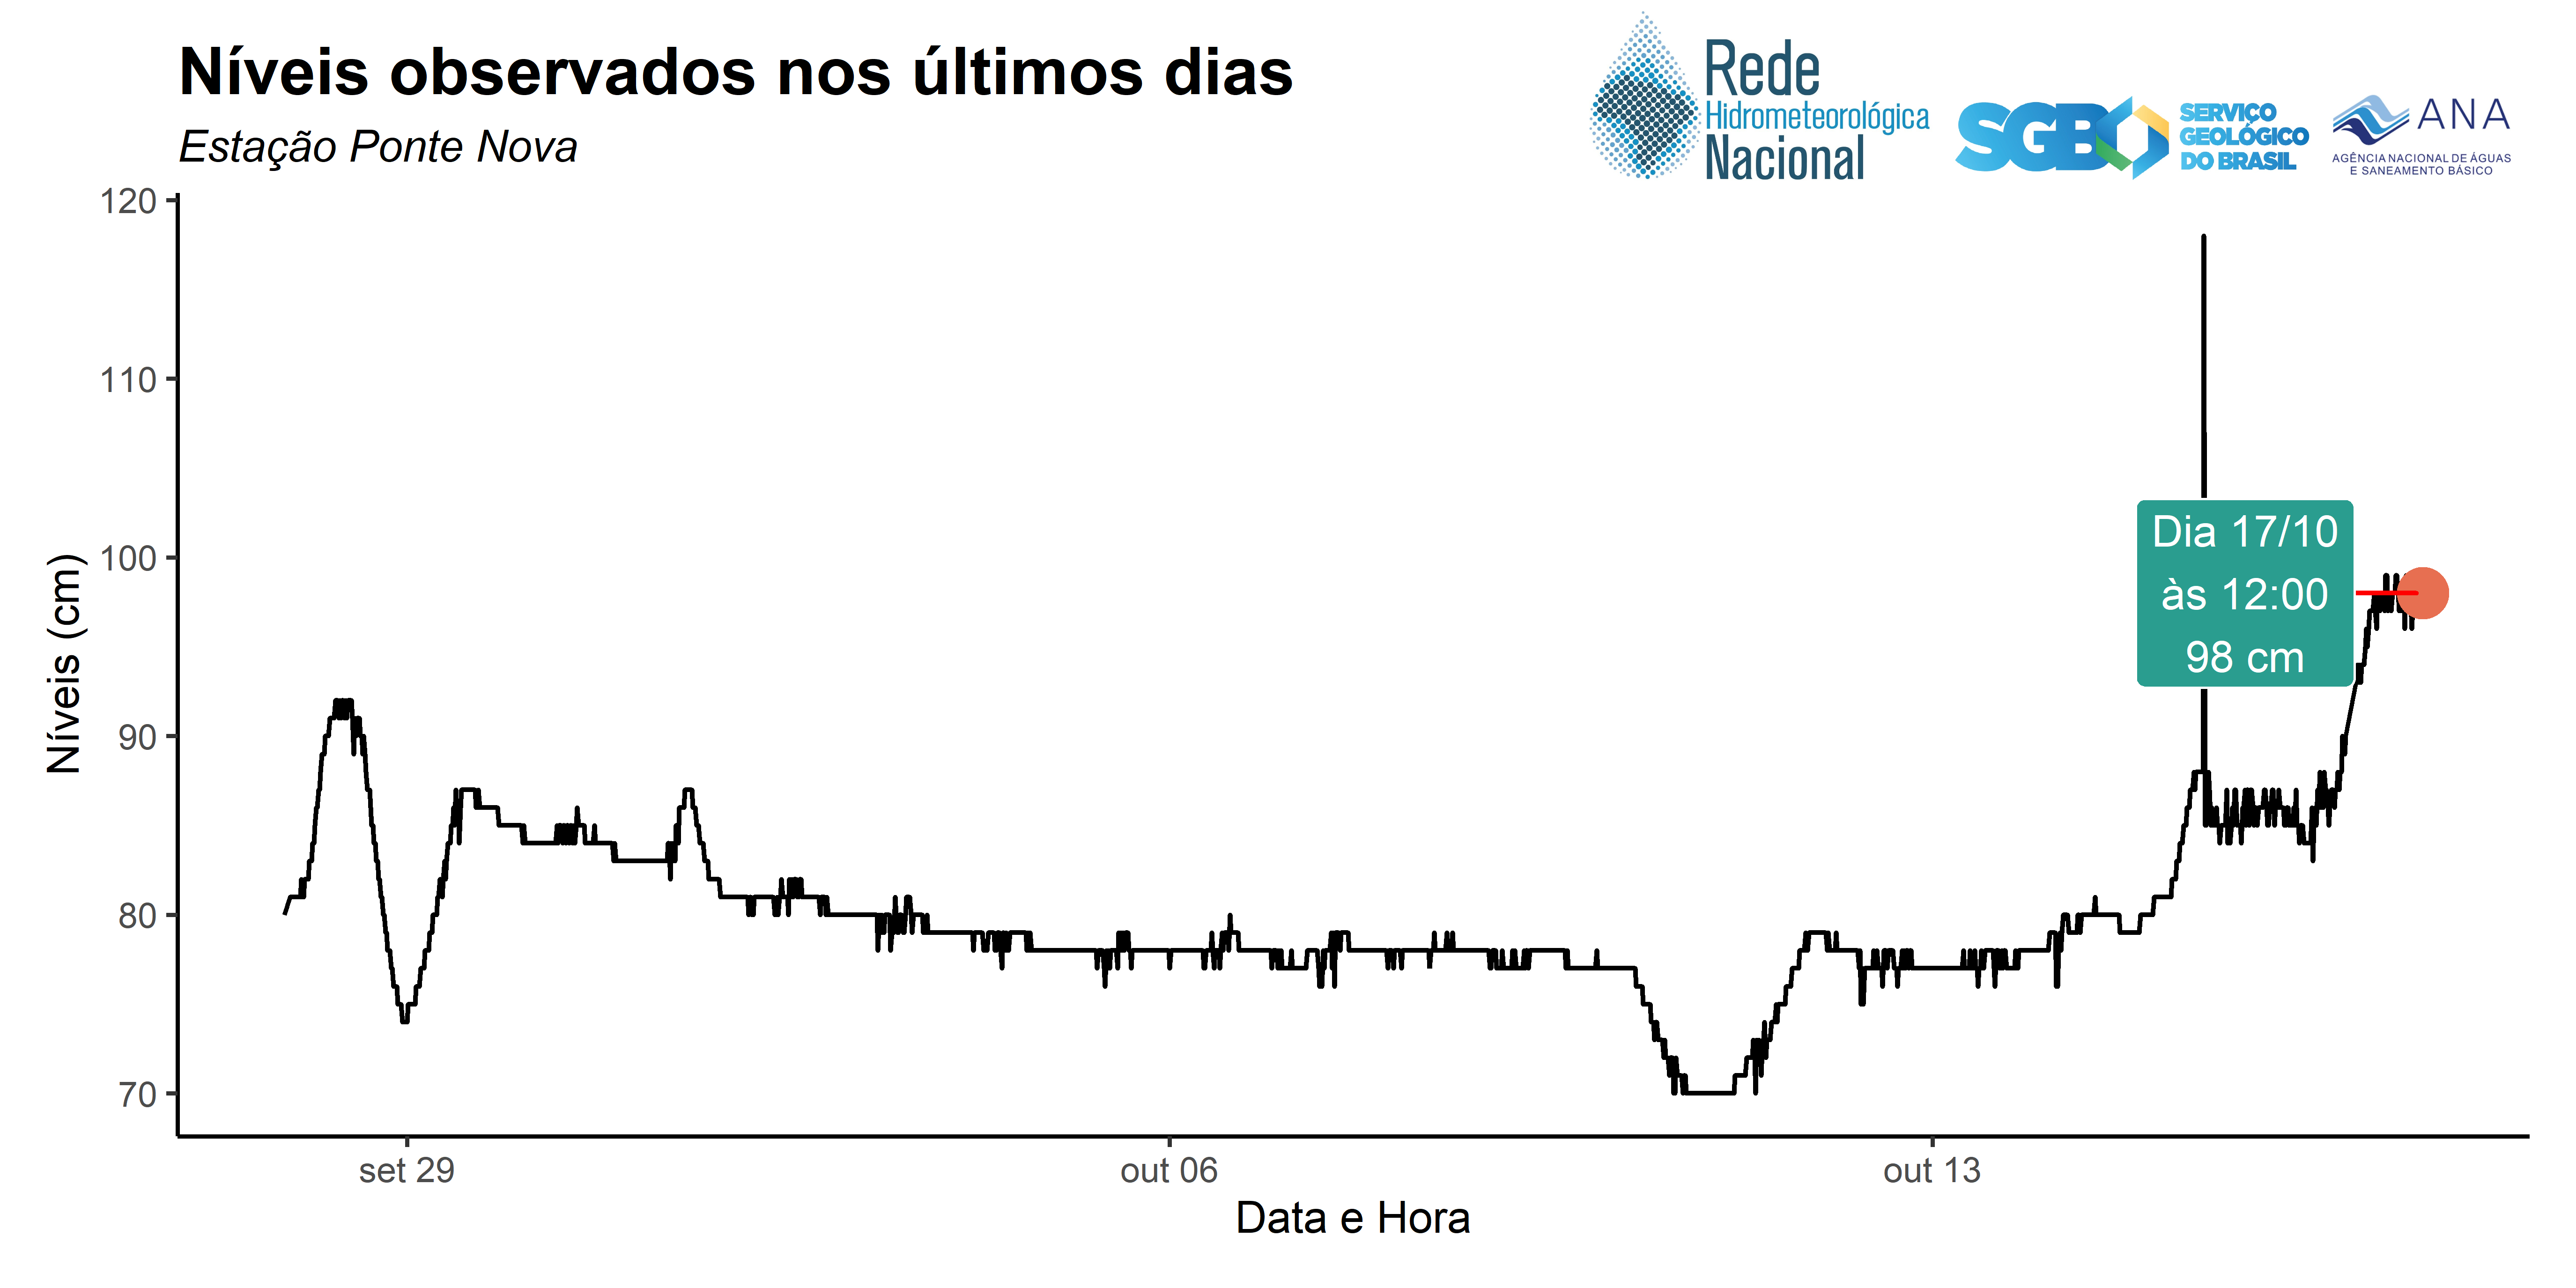 Níveis observados nos últimos dias
Estação Ponte Nova
Rede
Hidrometeorológica
Nacional
SGB
SERVIÇO
GEOLÓGICO
DO BRASIL
ANA
AGÊNCIA NACIONAL DE ÁGUAS
E SANEAMENTO BÁSICO
120
110
100
90
80
70
Níveis (cm)
Dia 17/10
às 12:00
98 cm
set 29
out 06
out 13
Data e Hora